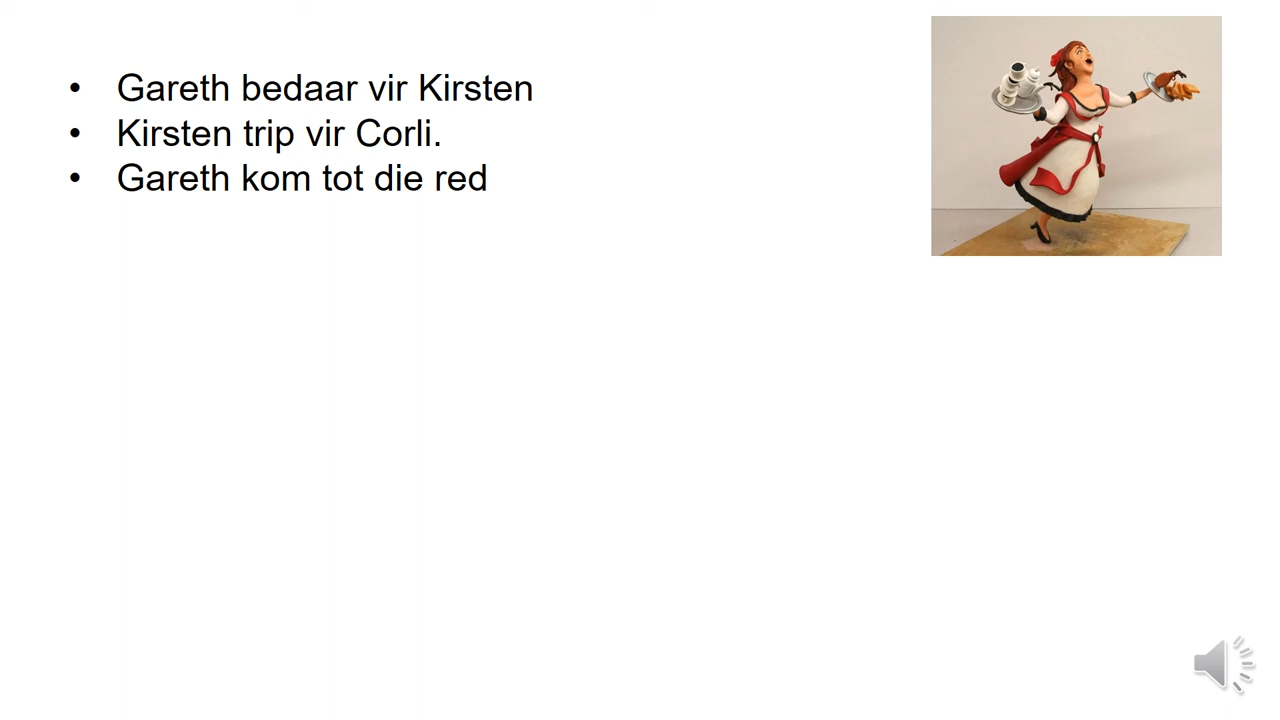 • Gareth bedaar vir Kirsten
• Kirsten trip vir Corli.
• Gareth kom tot die red